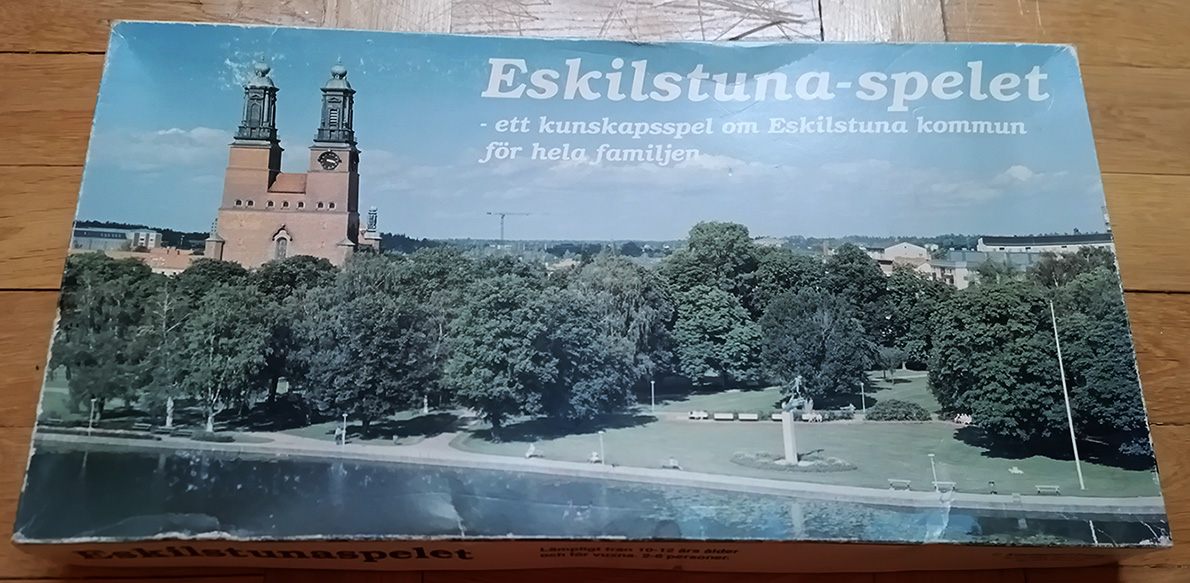 Eskilstuna-spelet
- ett kunskapsspel om Eskilstuna kommun
för hela familjen
Eskilstunaspelet
Lämpligt från 10-12 års ålder
och för vuxna. 2-6 personer.